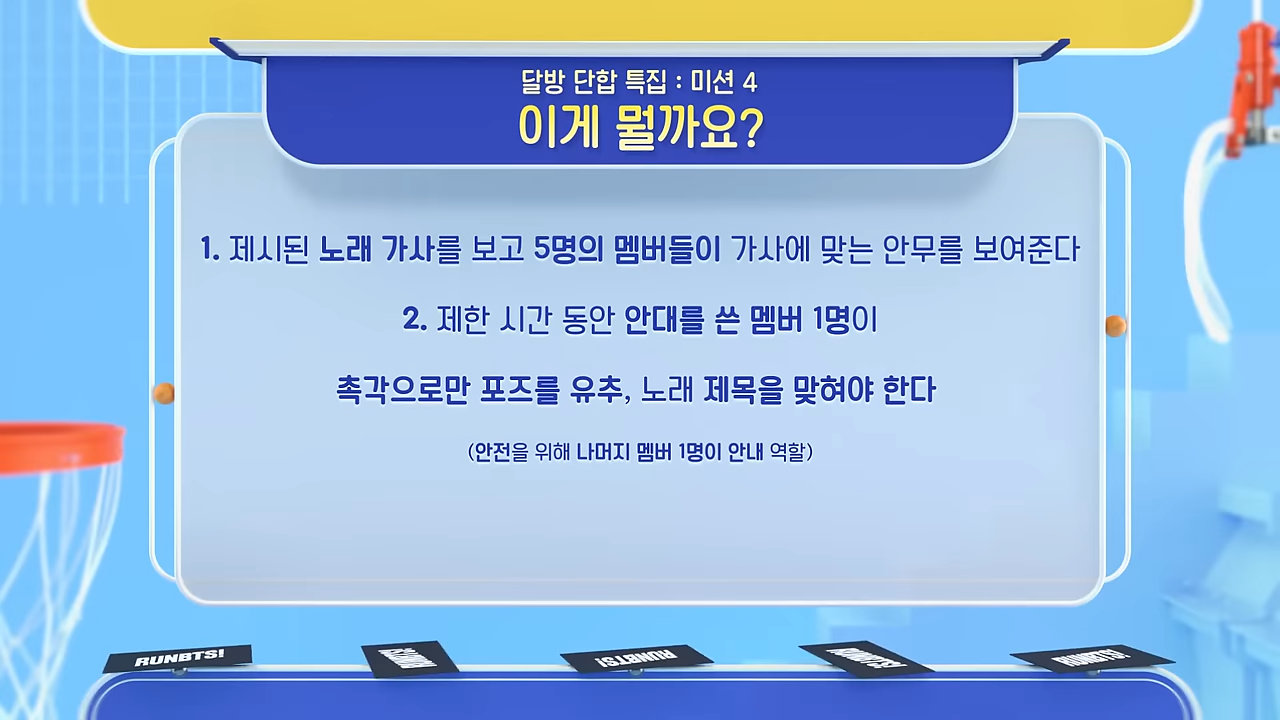 달방 단합 특집 : 미션 4
이게 뭘까요?
1. 제시된 노래 가사를 보고 5명의 멤버들이 가사에 맞는 안무를 보여준다
2. 제한 시간 동안 안대를 쓴 멤버 1명이
촉각으로만 포즈를 유추, 노래 제목을 맞혀야 한다
(안전을 위해 나머지 멤버 1명이 안내 역할)
RUNBTS!
RUNBTS!
RUNBTS!
RUNBTS!
RUNBTS!